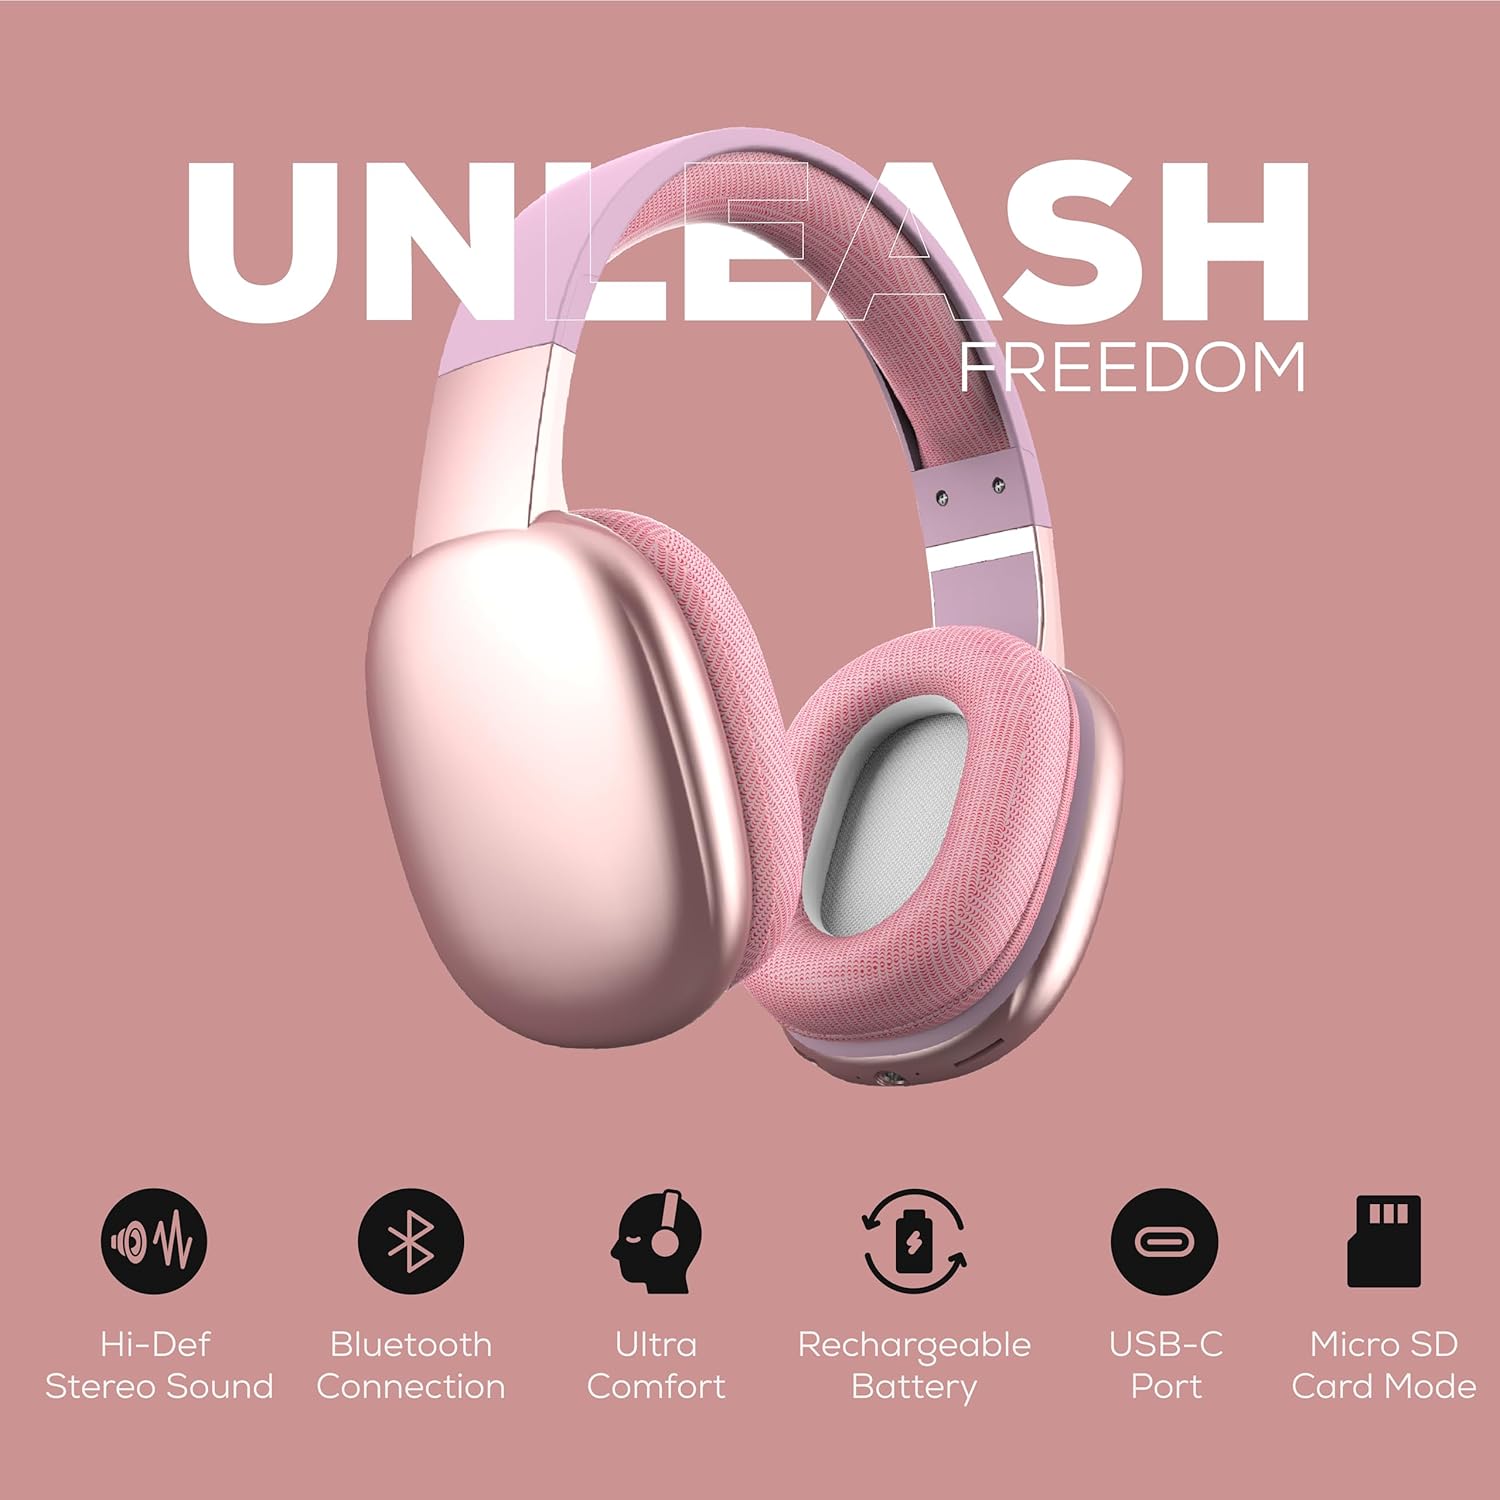 UNLEASH
FREEDOM
Hi-Def
Stereo Sound
Bluetooth
Connection
Ultra
Comfort
Rechargeable
Battery
USB-C
Port
Micro SD
Card Mode